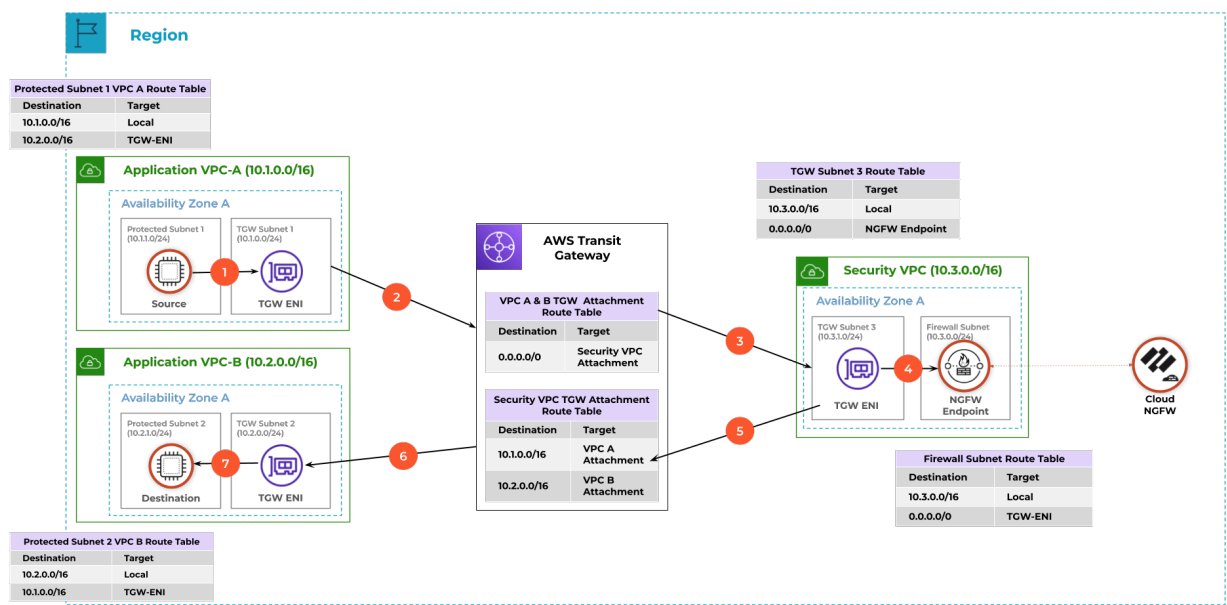 Region
Protected Subnet 1 VPC A Route Table
Destination Target
10.1.0.0/16 Local
10.2.0.0/16 TGW-ENI
Application VPC-A (10.1.0.0/16)
Availability Zone A
Protected Subnet 1
(10.1.1.0/24)
Source
1
TGW Subnet 1
(10.1.0.0/24)
TGW ENI
2
Application VPC-B (10.2.0.0/16)
Availability Zone A
Protected Subnet 2
(10.2.1.0/24)
Destination
7
TGW Subnet 2
(10.2.0.0/24)
TGW ENI
6
Protected Subnet 2 VPC B Route Table
Destination Target
10.2.0.0/16 Local
10.1.0.0/16 TGW-ENI
AWS Transit
Gateway
VPC A & B TGW Attachment
Route Table
Destination Target
0.0.0.0/0 Security VPC
Attachment
Security VPC TGW Attachment
Route Table
Destination Target
10.1.0.0/16 VPC A
Attachment
10.2.0.0/16 VPC B
Attachment
3
5
TGW Subnet 3 Route Table
Destination Target
10.3.0.0/16 Local
0.0.0.0/0 NGFW Endpoint
Security VPC (10.3.0.0/16)
Availability Zone A
TGW Subnet 3
(10.3.1.0/24)
TGW ENI
4
Firewall Subnet
(10.3.0.0/24)
NGFW
Endpoint
Cloud
NGFW
Firewall Subnet Route Table
Destination Target
10.3.0.0/16 Local
0.0.0.0/0 TGW-ENI